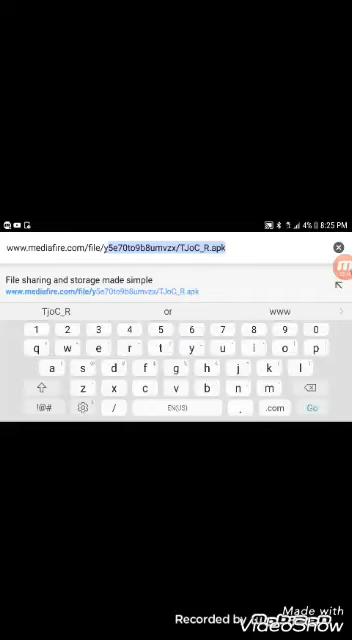 4% 8:25 PM
www.mediafire.com/file/y5e70to9b8umvzx/TJoC_R.apk
File sharing and storage made simple
www.mediafire.com/file/y5e70to9b8umvzx/TJoC_R.apk
TjoC_R or www
1 2 3 4 5 6 7 8 9 0
q w e r t y u i o p
a s d f g h j k l
z x c v b n m
!@# / EN(US) . .com Go
Made with
Recorded by
VideoShow